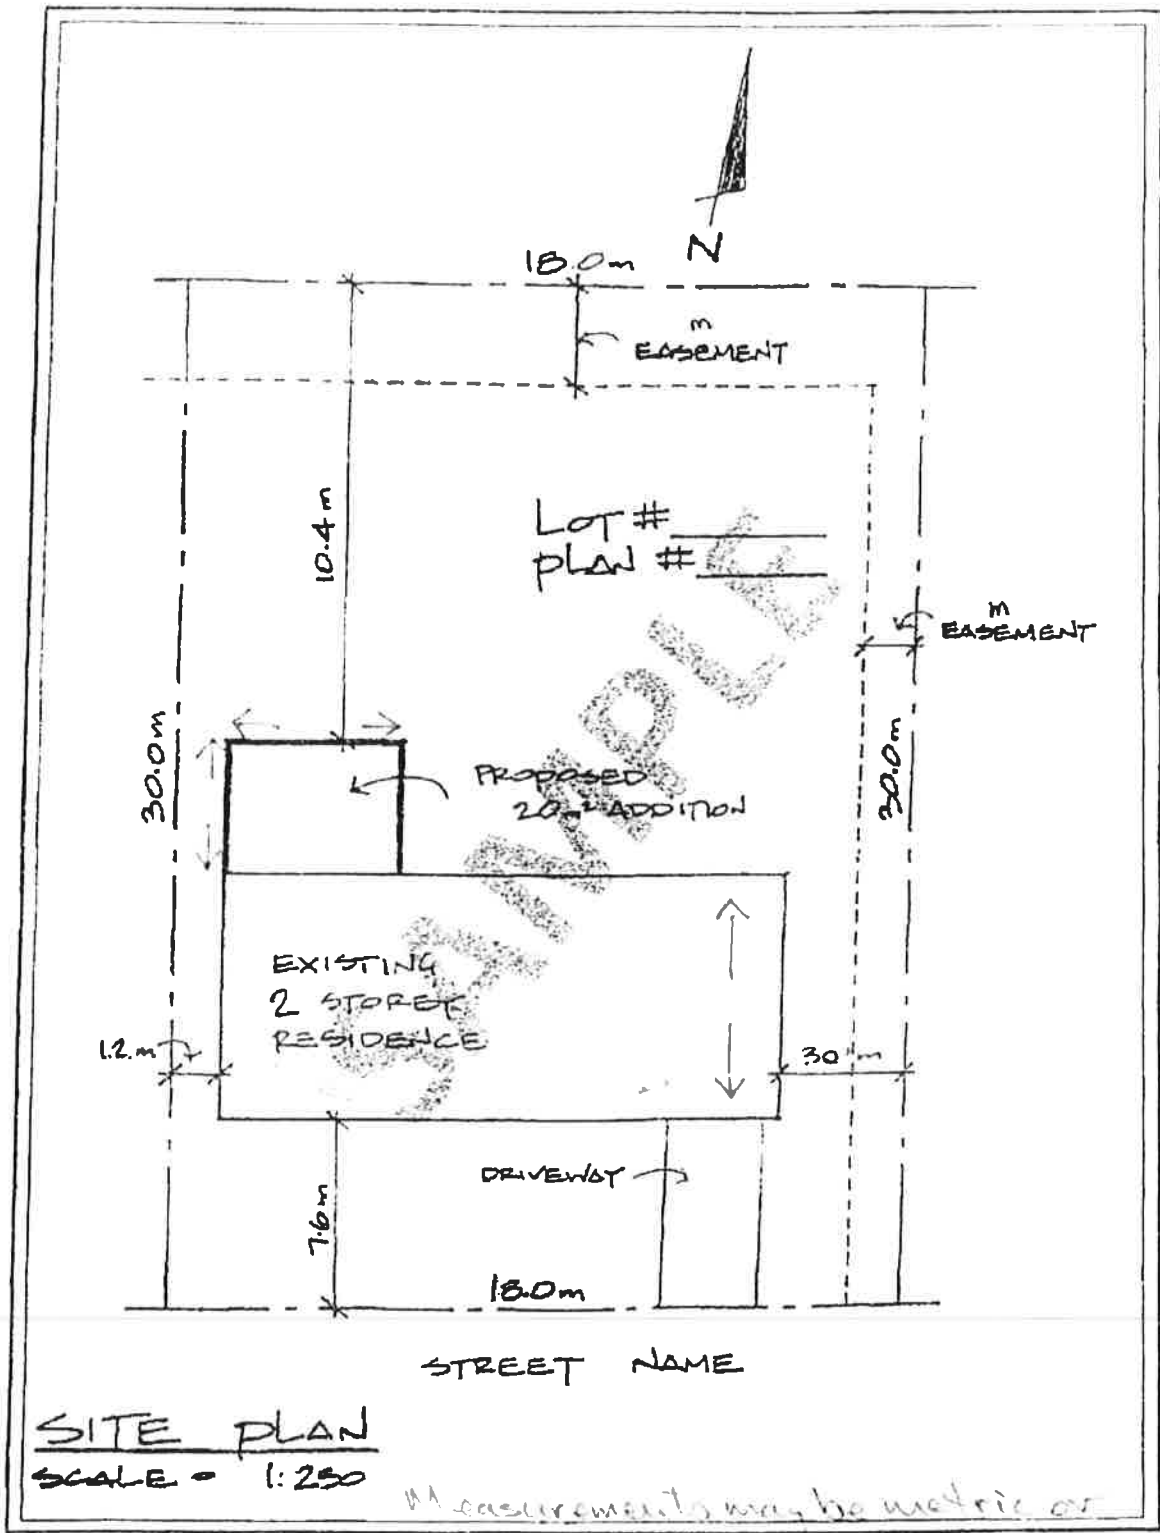 N
18.0m
m
EASEMENT
LOT #
PLAN #
10.4m
m
EASEMENT
30.0m
30.0m
PROPOSED
20m² ADDITION
SAMPLE
EXISTING
2 STOREY
RESIDENCE
1.2.m
30 m
DRIVEWAY
7.6m
18.0m
STREET NAME
SITE PLAN
SCALE - 1:250
Measurements may be metric or